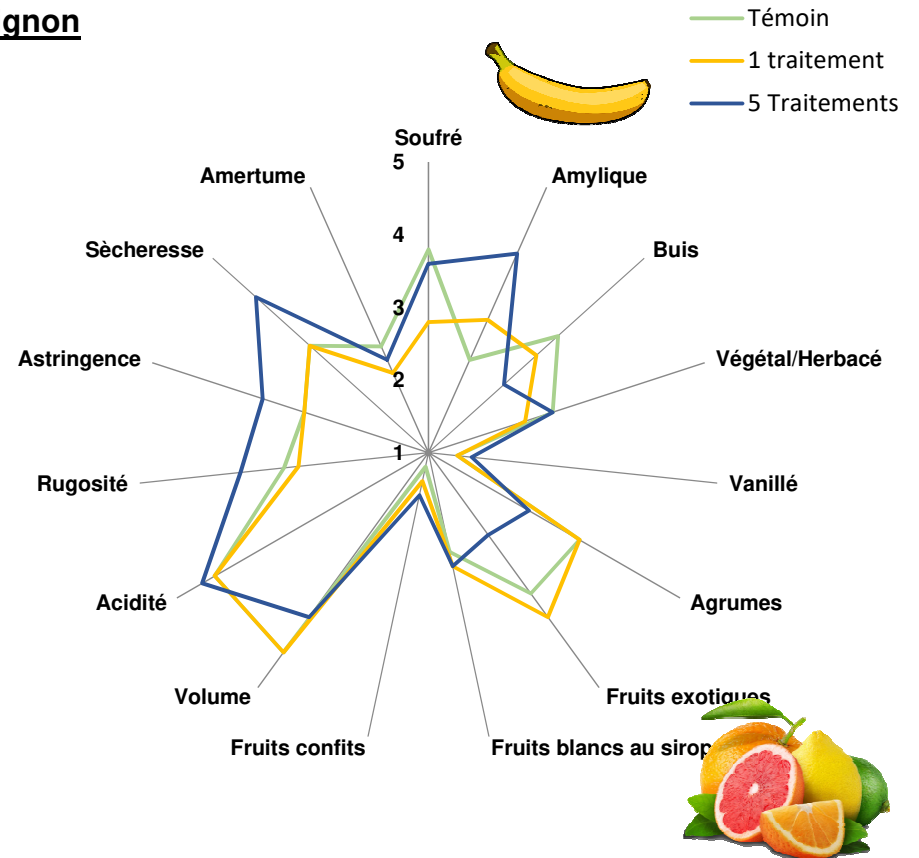 gnon
Témoin
1 traitement
5 Traitements
Soufré
5
Amertume
Amylique
4
Sècheresse
Buis
3
Astringence
Végétal/Herbacé
2
1
Rugosité
Vanillé
Acidité
Agrumes
Volume
Fruits exotiques
Fruits confits
Fruits blancs au sirop